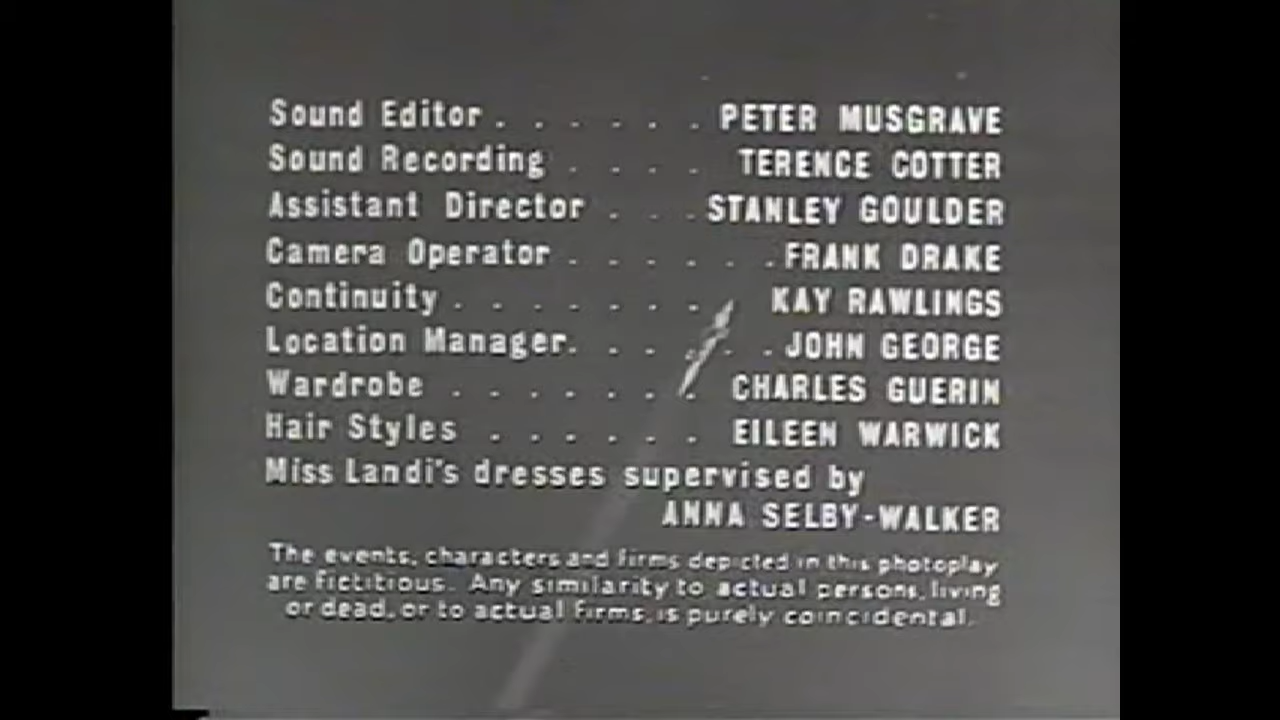 Sound Editor . . . . . . PETER MUSGRAVE
Sound Recording . . . . TERENCE COTTER
Assistant Director . . . STANLEY GOULDER
Camera Operator . . . . . . FRANK DRAKE
Continuity . . . . . . . KAY RAWLINGS
Location Manager. . . . . . JOHN GEORGE
Wardrobe . . . . . . . CHARLES GUERIN
Hair Styles . . . . . . EILEEN WARWICK
Miss Landi's dresses supervised by
ANNA SELBY-WALKER
The events, characters and firms depicted in this photoplay
are fictitious. Any similarity to actual persons, living
or dead, or to actual firms, is purely coincidental.